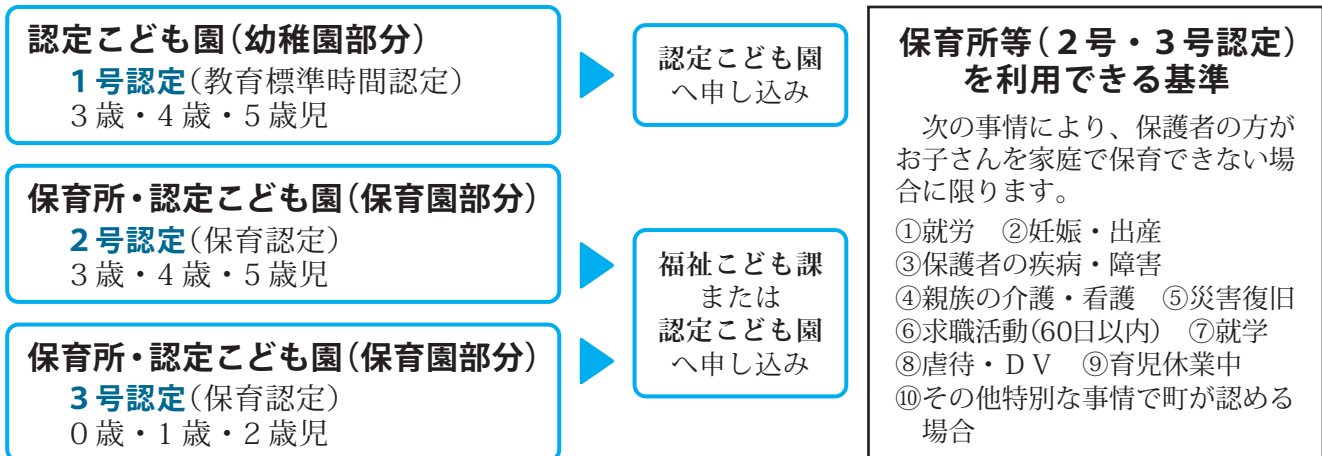 認定こども園(幼稚園部分)
1号認定(教育標準時間認定)
3歳・4歳・5歳児
認定こども園
へ申し込み
保育所・認定こども園(保育園部分)
2号認定(保育認定)
3歳・4歳・5歳児
保育所・認定こども園(保育園部分)
3号認定(保育認定)
0歳・1歳・2歳児
福祉こども課
または
認定こども園
へ申し込み
保育所等(2号・3号認定)
を利用できる基準
次の事情により、保護者の方が
お子さんを家庭で保育できない場
合に限ります。
①就労 ②妊娠・出産
③保護者の疾病・障害
④親族の介護・看護 ⑤災害復旧
⑥求職活動(60日以内) ⑦就学
⑧虐待・DV ⑨育児休業中
⑩その他特別な事情で町が認める
場合